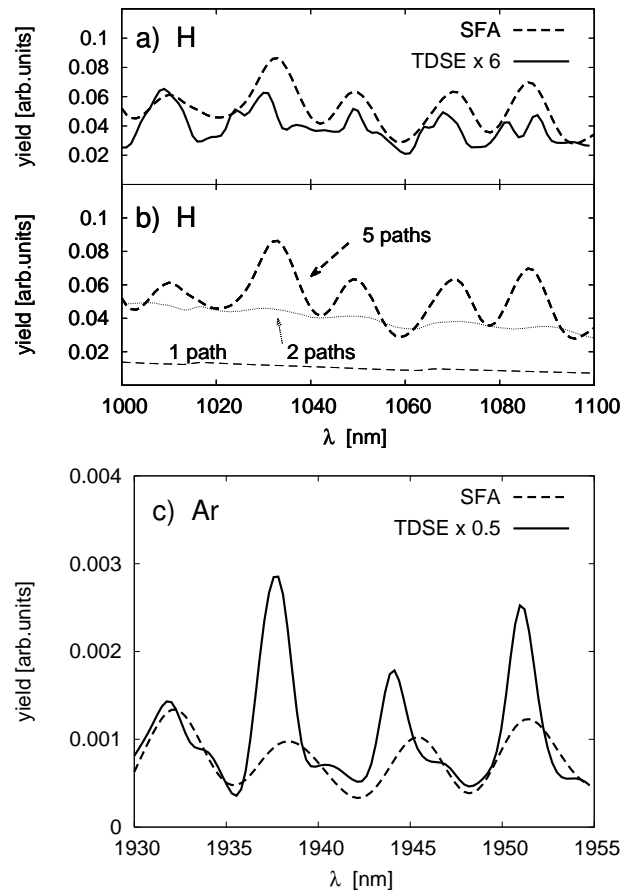 a) H
SFA
TDSE x 6
yield [arb.units]
0.1
0.08
0.06
0.04
0.02
b) H
5 paths
2 paths
1 path
yield [arb.units]
0.1
0.08
0.06
0.04
0.02
1000 1020 1040 1060 1080 1100
λ [nm]
c) Ar
SFA
TDSE x 0.5
yield [arb.units]
0.004
0.003
0.002
0.001
0
1930 1935 1940 1945 1950 1955
λ [nm]